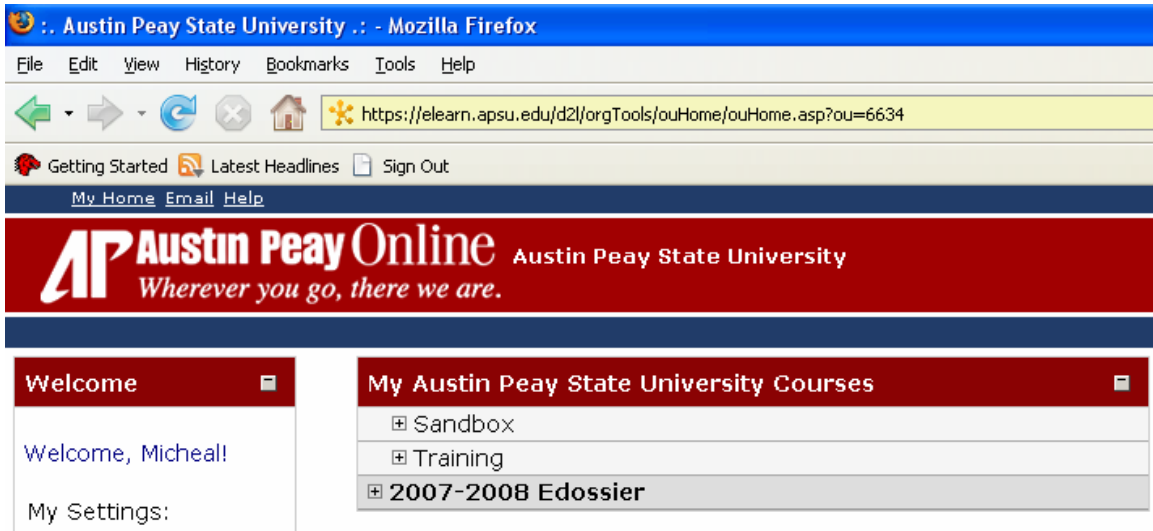 :. Austin Peay State University .: - Mozilla Firefox
File Edit View History Bookmarks Tools Help
https://elearn.apsu.edu/d2l/orgTools/ouHome/ouHome.asp?ou=6634
Getting Started Latest Headlines Sign Out
My Home Email Help
AP Austin Peay Online Austin Peay State University
Wherever you go, there we are.
Welcome
My Austin Peay State University Courses
Sandbox
Welcome, Micheal!
Training
2007-2008 Edossier
My Settings: